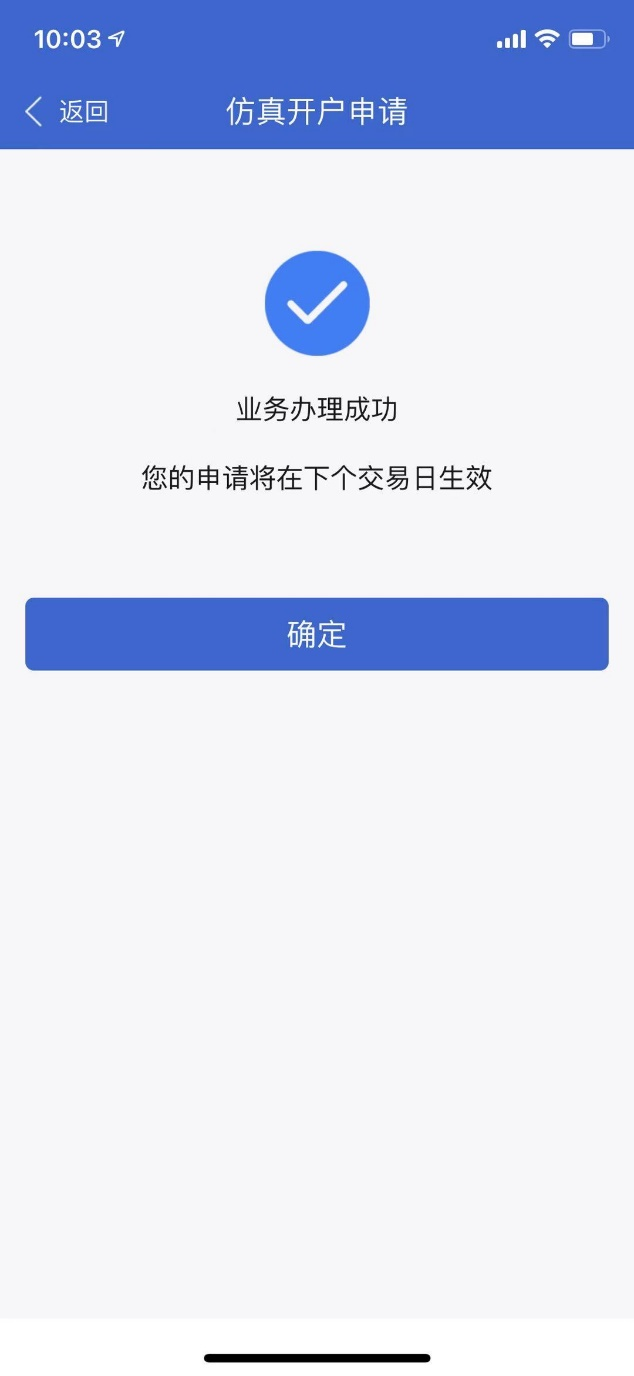 10:03
返回 仿真开户申请
业务办理成功
您的申请将在下个交易日生效
确定